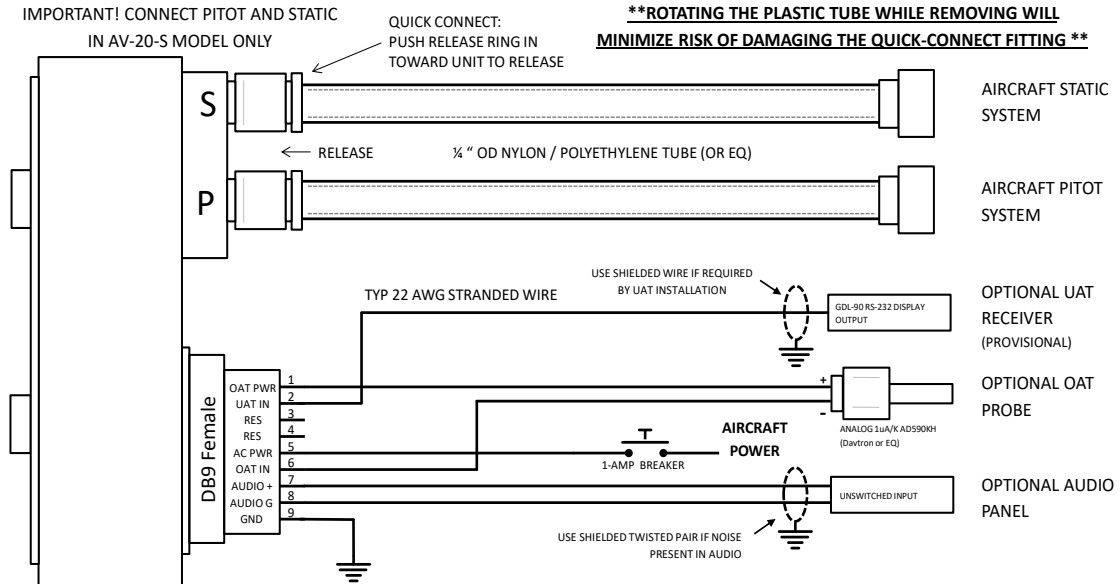 IMPORTANT! CONNECT PITOT AND STATIC
IN AV-20-S MODEL ONLY
QUICK CONNECT:
PUSH RELEASE RING IN
TOWARD UNIT TO RELEASE
**ROTATING THE PLASTIC TUBE WHILE REMOVING WILL
MINIMIZE RISK OF DAMAGING THE QUICK-CONNECT FITTING **
S
AIRCRAFT STATIC
SYSTEM
RELEASE
¼ “ OD NYLON / POLYETHYLENE TUBE (OR EQ)
P
AIRCRAFT PITOT
SYSTEM
TYP 22 AWG STRANDED WIRE
USE SHIELDED WIRE IF REQUIRED
BY UAT INSTALLATION
GDL-90 RS-232 DISPLAY
OUTPUT
OPTIONAL UAT
RECEIVER
(PROVISIONAL)
DB9 Female
OAT PWR 1
UAT IN 2
RES 3
RES 4
AC PWR 5
OAT IN 6
AUDIO + 7
AUDIO G 8
GND 9
+
-
ANALOG 1uA/K AD590KH
(Davtron or EQ)
OPTIONAL OAT
PROBE
1-AMP BREAKER
AIRCRAFT
POWER
UNSWITCHED INPUT
OPTIONAL AUDIO
PANEL
USE SHIELDED TWISTED PAIR IF NOISE
PRESENT IN AUDIO